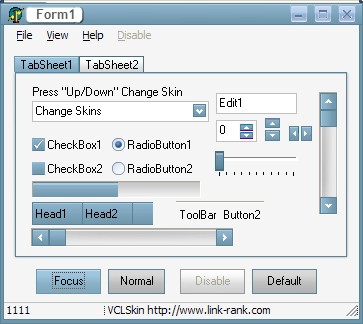 Form1
File View Help Disable
TabSheet1 TabSheet2
Press "Up/Down" Change Skin
Change Skins
Edit1
0
CheckBox1 RadioButton1
CheckBox2 RadioButton2
Head1 Head2 ToolBar Button2
Focus Normal Disable Default
1111 VCLSkin http://www.link-rank.com